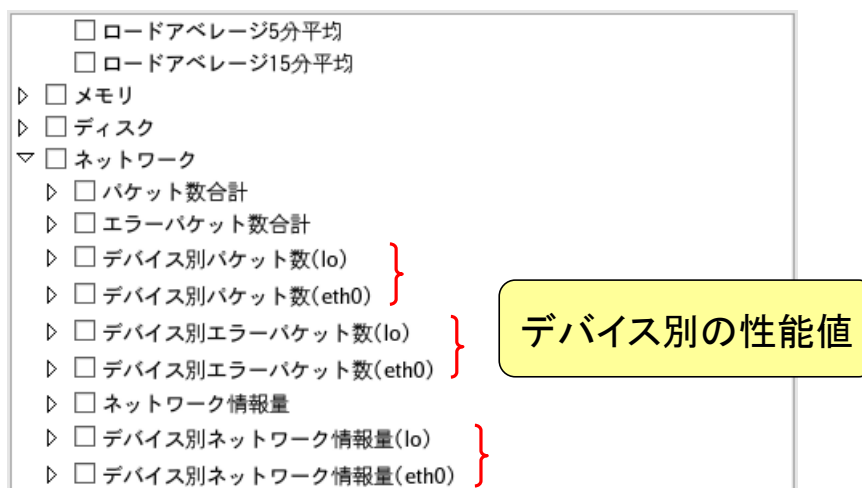 ロードアベレージ5分平均
ロードアベレージ15分平均
メモリ
ディスク
ネットワーク
パケット数合計
エラーパケット数合計
デバイス別パケット数(lo)
デバイス別パケット数(eth0)
デバイス別エラーパケット数(lo)
デバイス別エラーパケット数(eth0)
ネットワーク情報量
デバイス別ネットワーク情報量(lo)
デバイス別ネットワーク情報量(eth0)
デバイス別の性能値